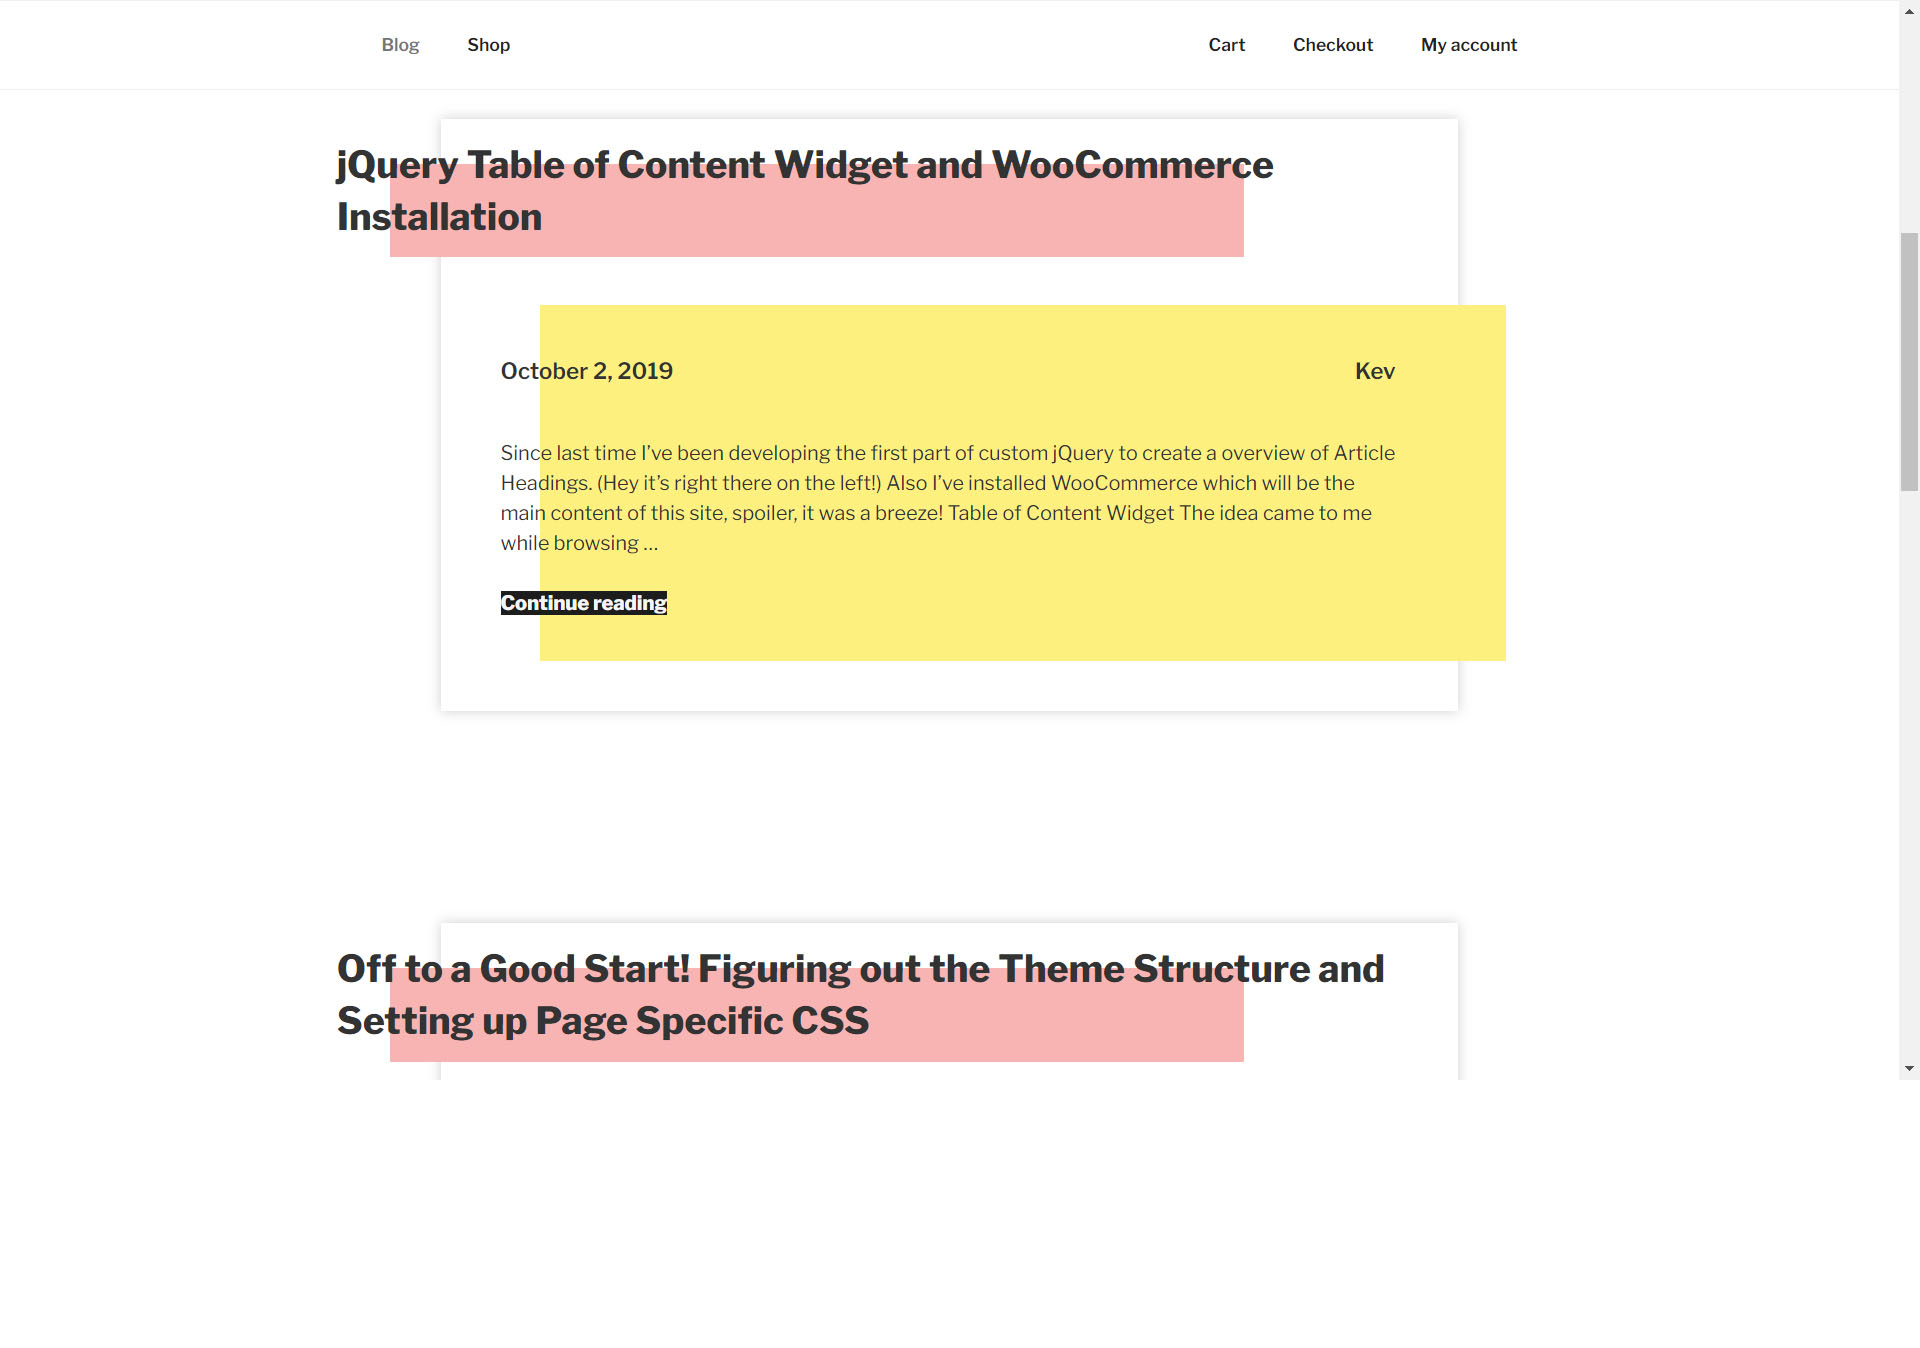 Blog Shop Cart Checkout My account
jQuery Table of Content Widget and WooCommerce
Installation
October 2, 2019 Kev
Since last time I’ve been developing the first part of custom jQuery to create a overview of Article
Headings. (Hey it’s right there on the left!) Also I’ve installed WooCommerce which will be the
main content of this site, spoiler, it was a breeze! Table of Content Widget The idea came to me
while browsing …
Continue reading
Off to a Good Start! Figuring out the Theme Structure and
Setting up Page Specific CSS